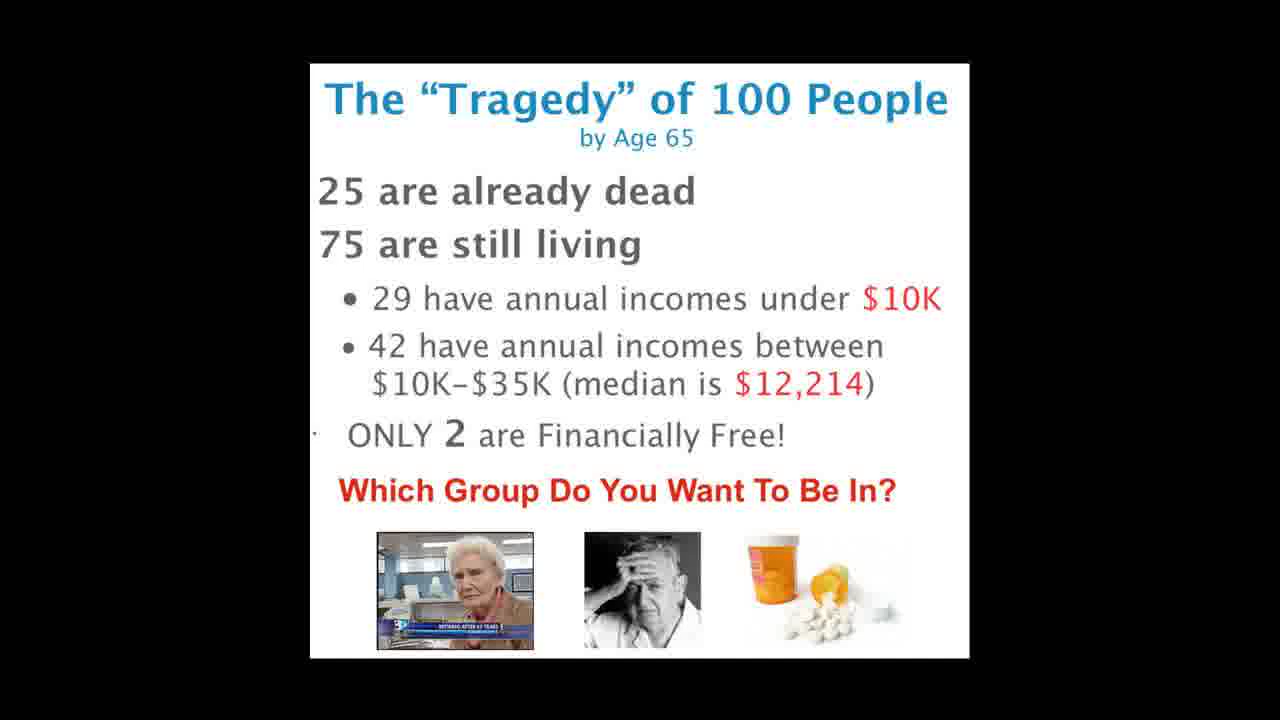 The “Tragedy” of 100 People
by Age 65
25 are already dead
75 are still living
• 29 have annual incomes under $10K
• 42 have annual incomes between
$10K-$35K (median is $12,214)
ONLY 2 are Financially Free!
Which Group Do You Want To Be In?